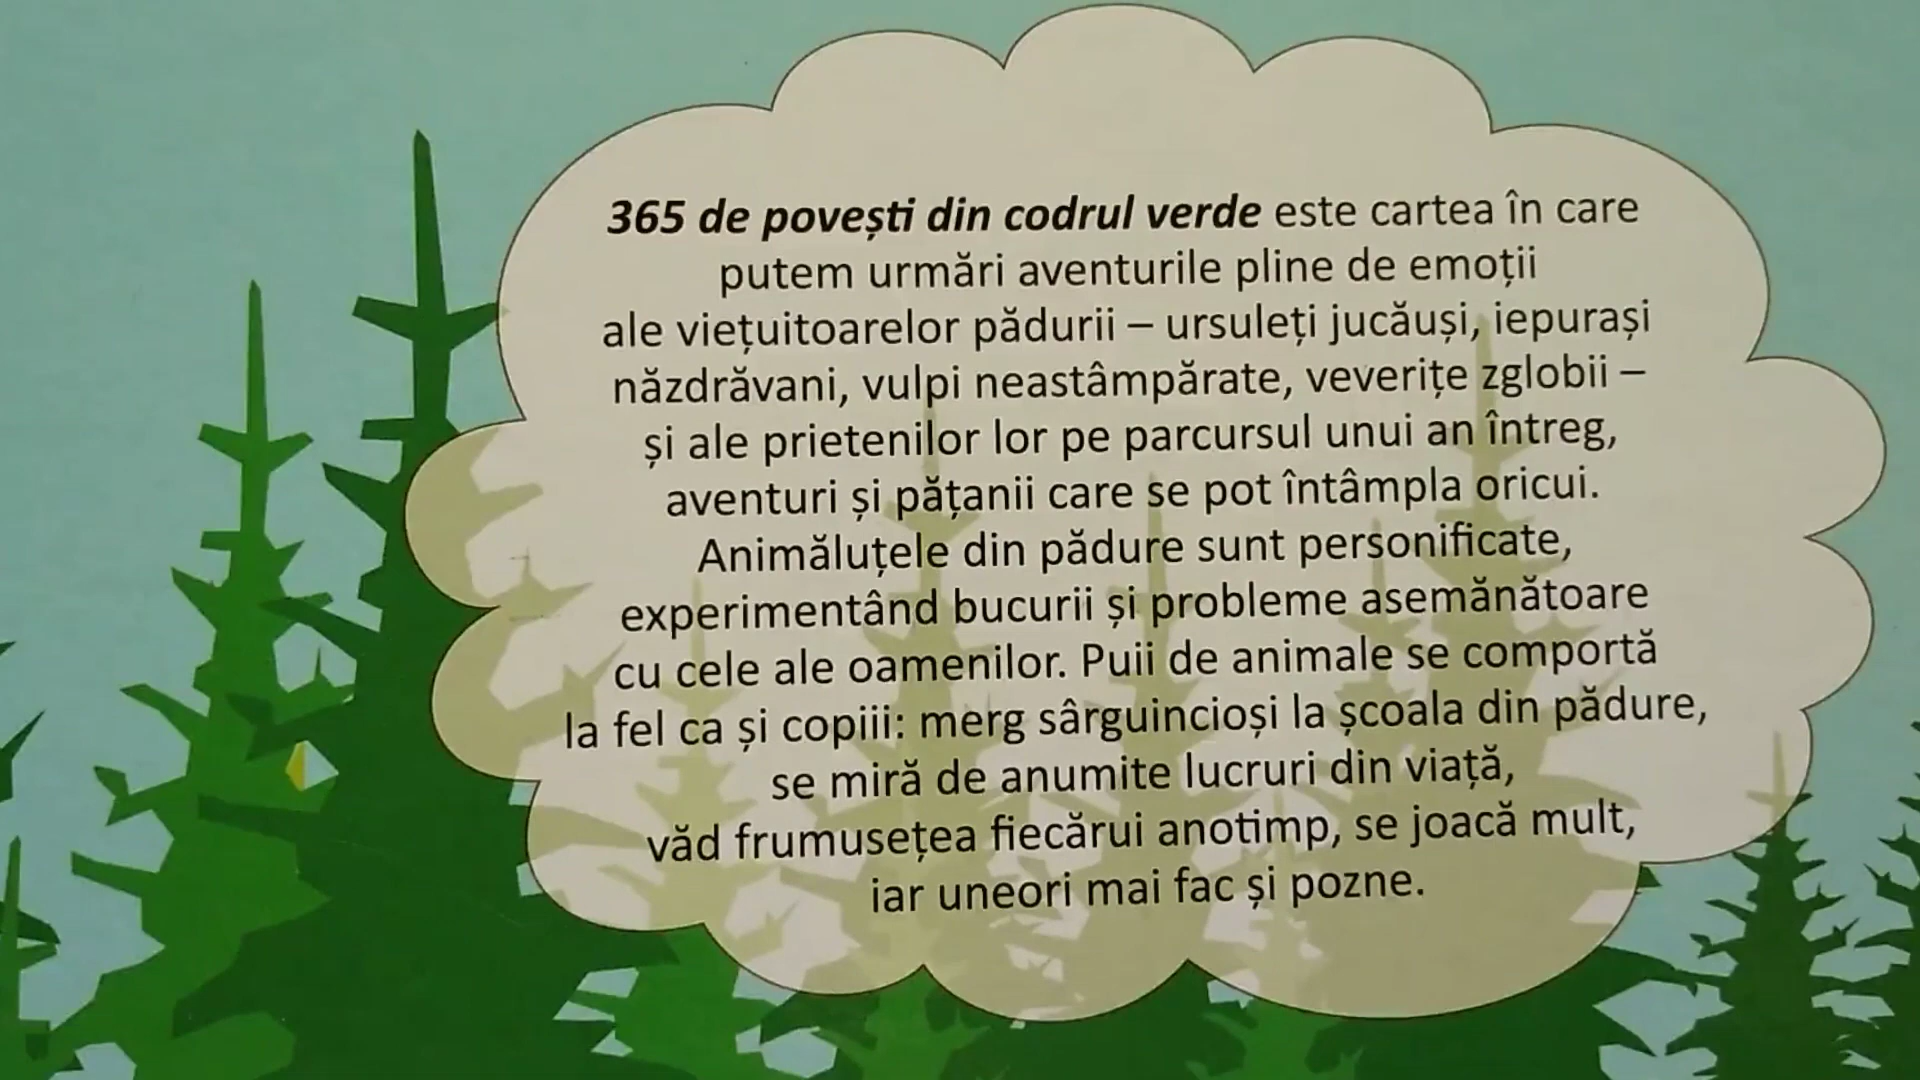 365 de povești din codrul verde este cartea în care
putem urmări aventurile pline de emoții
ale viețuitoarelor pădurii – ursuleți jucăuși, iepurași
năzdrăvani, vulpi neastâmpărate, veverițe zglobii –
și ale prietenilor lor pe parcursul unui an întreg,
aventuri și pățanii care se pot întâmpla oricui.
Animăluțele din pădure sunt personificate,
experimentând bucurii și probleme asemănătoare
cu cele ale oamenilor. Puii de animale se comportă
la fel ca și copiii: merg sârguincioși la școala din pădure,
se miră de anumite lucruri din viață,
văd frumusețea fiecărui anotimp, se joacă mult,
iar uneori mai fac și pozne.